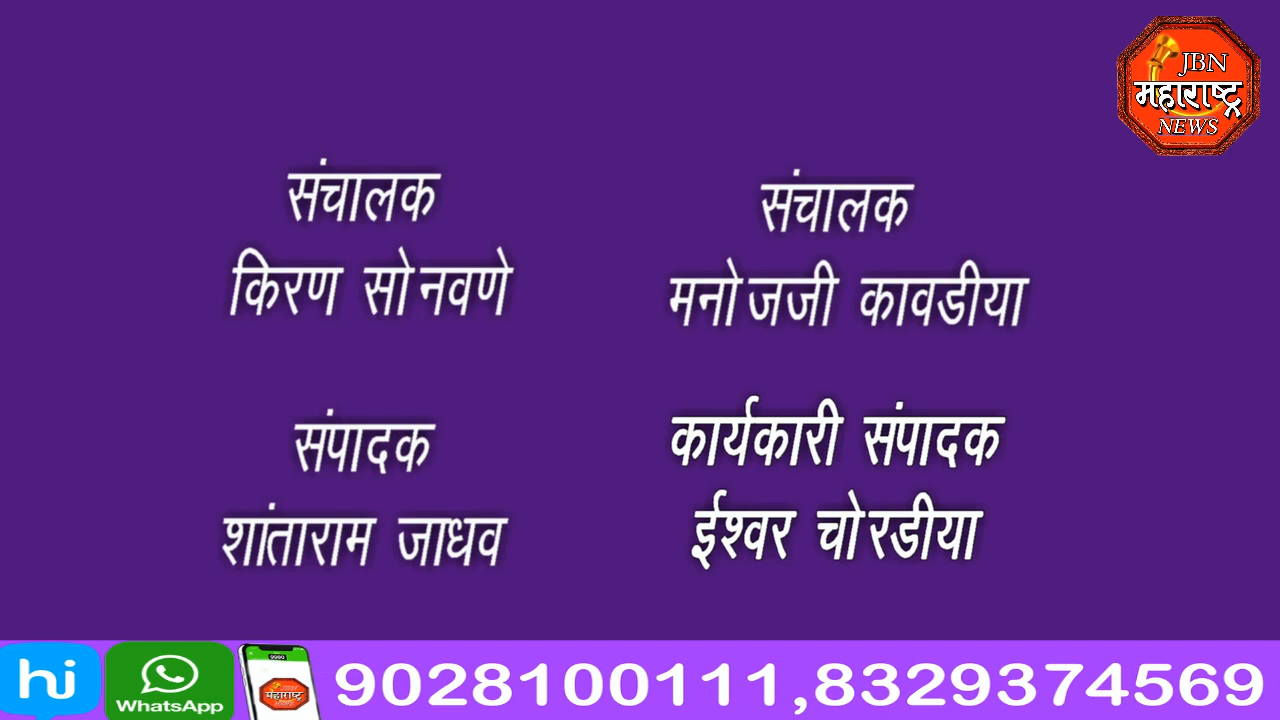 JBN
महाराष्ट्र
NEWS
संचालक
किरण सोनवणे
संचालक
मनोजजी कावडीया
संपादक
शांताराम जाधव
कार्यकारी संपादक
ईश्वर चोरडीया
hi
WhatsApp
महाराष्ट्र
9028100111,8329374569